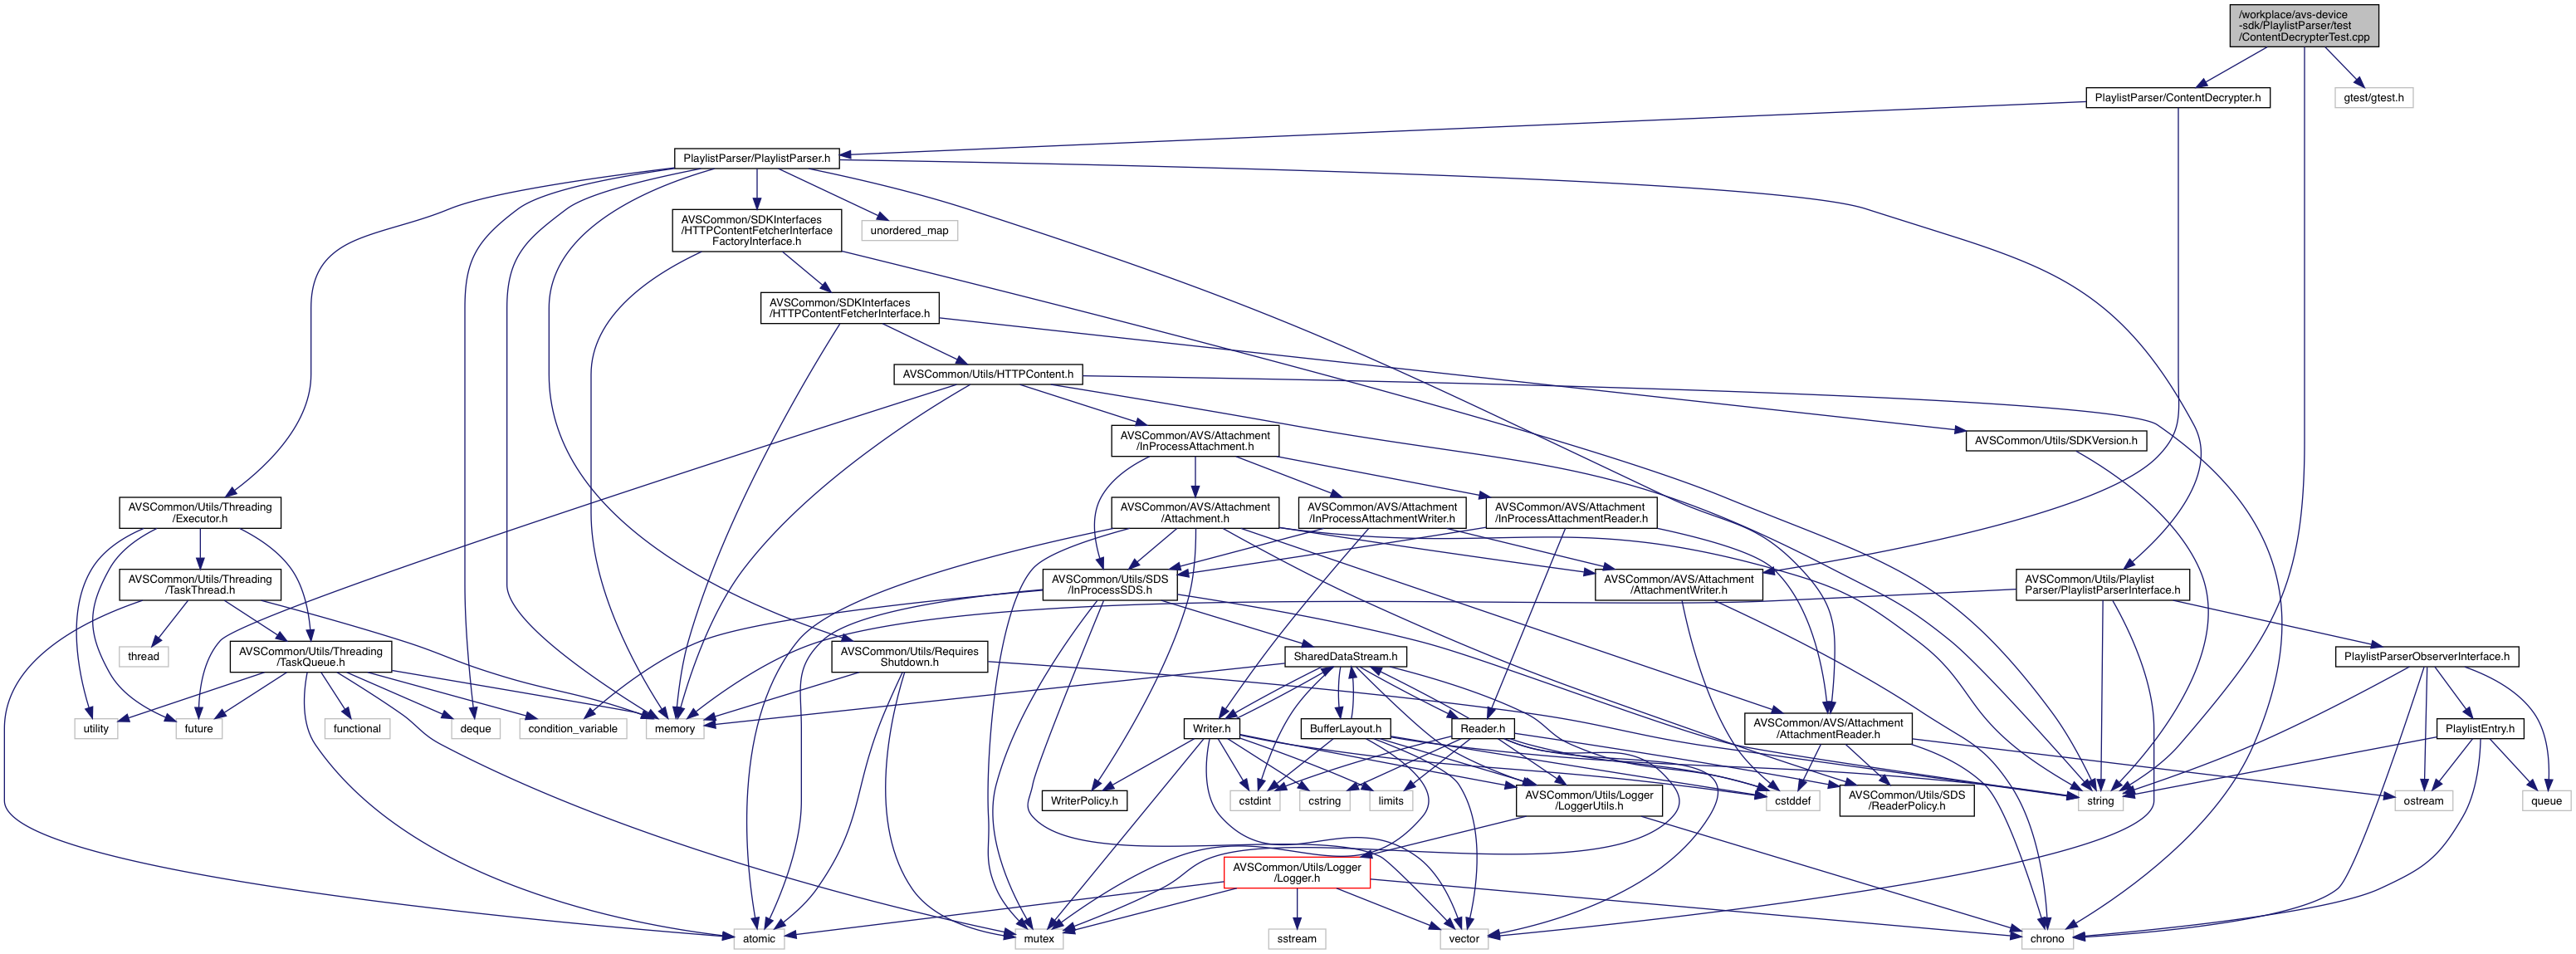 /workplace/avs-device
-sdk/PlaylistParser/test
/ContentDecrypterTest.cpp
PlaylistParser/ContentDecrypter.h
gtest/gtest.h
PlaylistParser/PlaylistParser.h
AVSCommon/SDKInterfaces
/HTTPContentFetcherInterface
FactoryInterface.h
unordered_map
AVSCommon/SDKInterfaces
/HTTPContentFetcherInterface.h
AVSCommon/Utils/HTTPContent.h
AVSCommon/AVS/Attachment
/InProcessAttachment.h
AVSCommon/Utils/SDKVersion.h
AVSCommon/Utils/Threading
/Executor.h
AVSCommon/AVS/Attachment
/Attachment.h
AVSCommon/AVS/Attachment
/InProcessAttachmentWriter.h
AVSCommon/AVS/Attachment
/InProcessAttachmentReader.h
AVSCommon/Utils/Threading
/TaskThread.h
AVSCommon/Utils/SDS
/InProcessSDS.h
AVSCommon/AVS/Attachment
/AttachmentWriter.h
AVSCommon/Utils/Playlist
Parser/PlaylistParserInterface.h
thread
AVSCommon/Utils/Threading
/TaskQueue.h
AVSCommon/Utils/Requires
Shutdown.h
SharedDataStream.h
PlaylistParserObserverInterface.h
utility
future
functional
deque
condition_variable
memory
Writer.h
BufferLayout.h
Reader.h
AVSCommon/AVS/Attachment
/AttachmentReader.h
PlaylistEntry.h
WriterPolicy.h
cstdint
cstring
limits
AVSCommon/Utils/Logger
/LoggerUtils.h
cstddef
AVSCommon/Utils/SDS
/ReaderPolicy.h
string
ostream
queue
AVSCommon/Utils/Logger
/Logger.h
atomic
mutex
sstream
vector
chrono